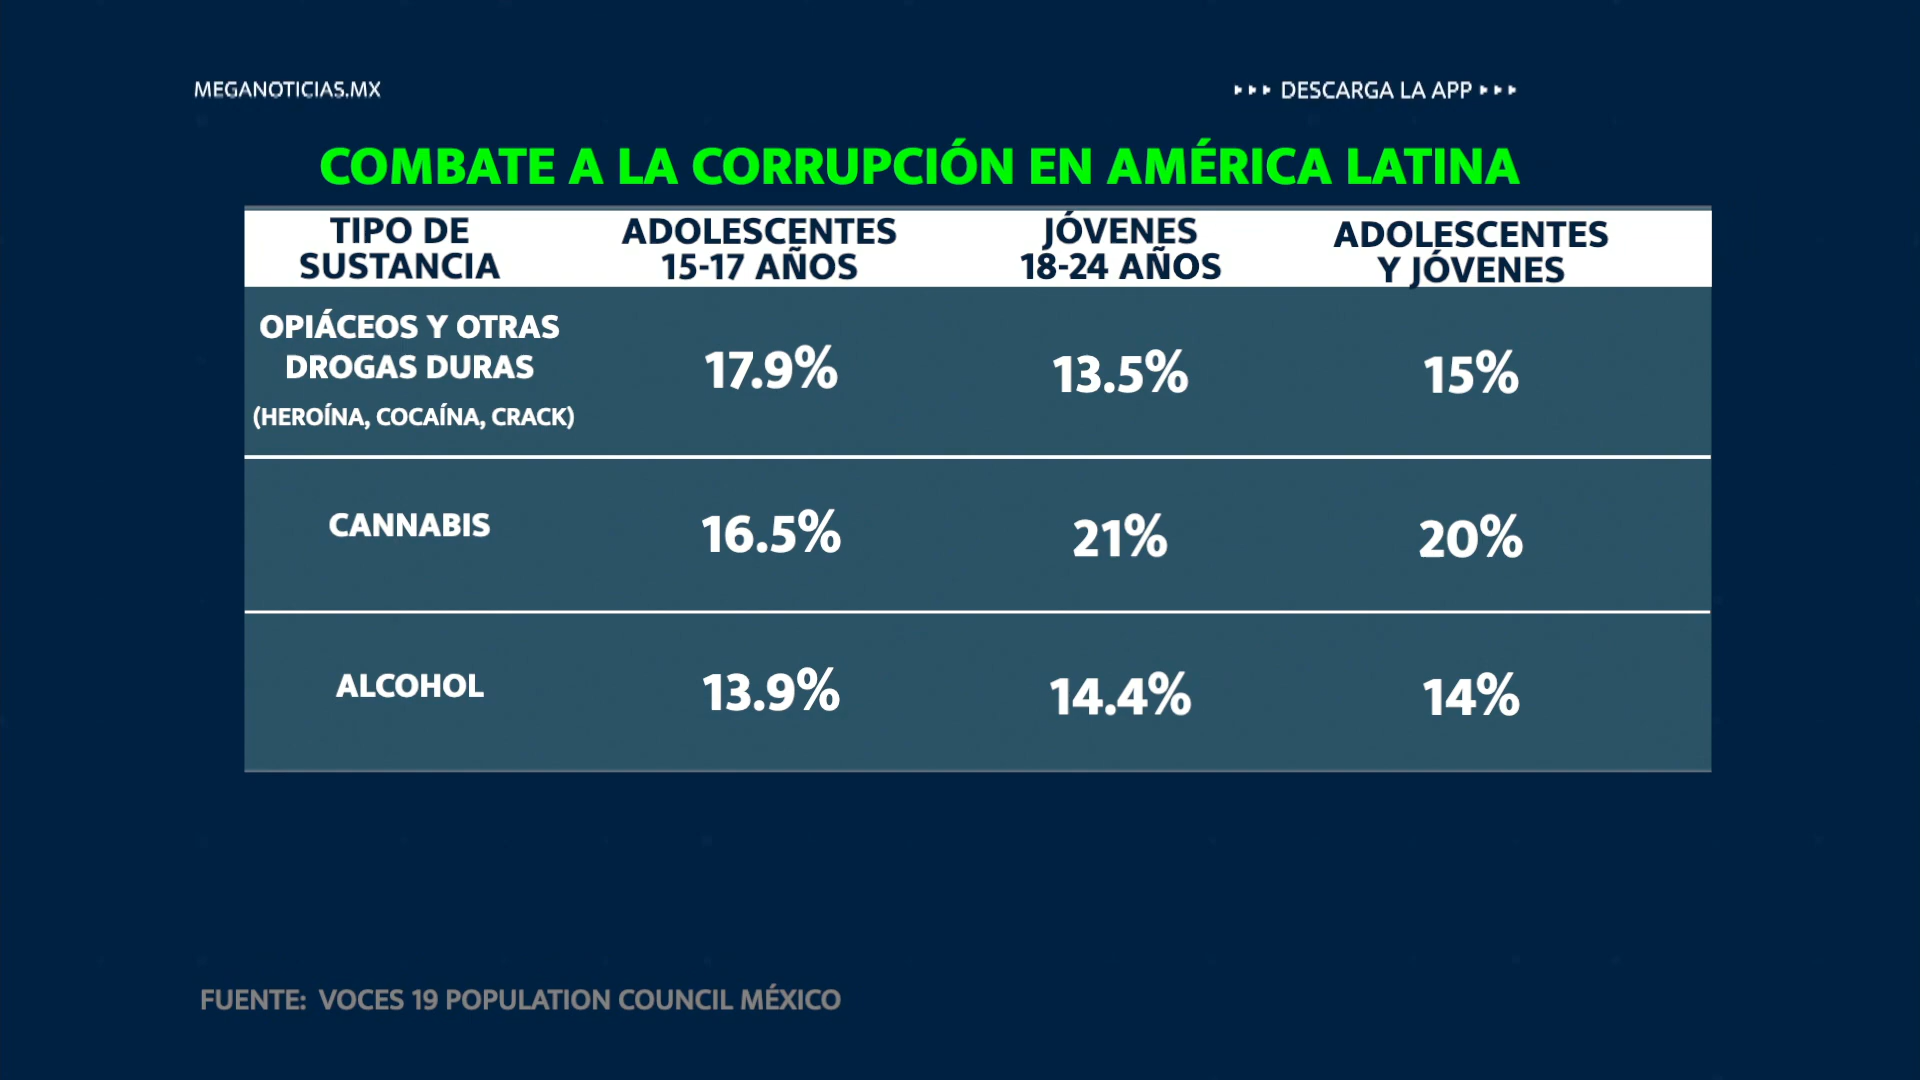 MEGANOTICIAS.MX
DESCARGA LA APP
COMBATE A LA CORRUPCIÓN EN AMÉRICA LATINA
TIPO DE
SUSTANCIA
ADOLESCENTES
15-17 AÑOS
JÓVENES
18-24 AÑOS
ADOLESCENTES
Y JÓVENES
OPIÁCEOS Y OTRAS
DROGAS DURAS
(HEROÍNA, COCAÍNA, CRACK)
17.9%
13.5%
15%
CANNABIS
16.5%
21%
20%
ALCOHOL
13.9%
14.4%
14%
FUENTE: VOCES 19 POPULATION COUNCIL MÉXICO